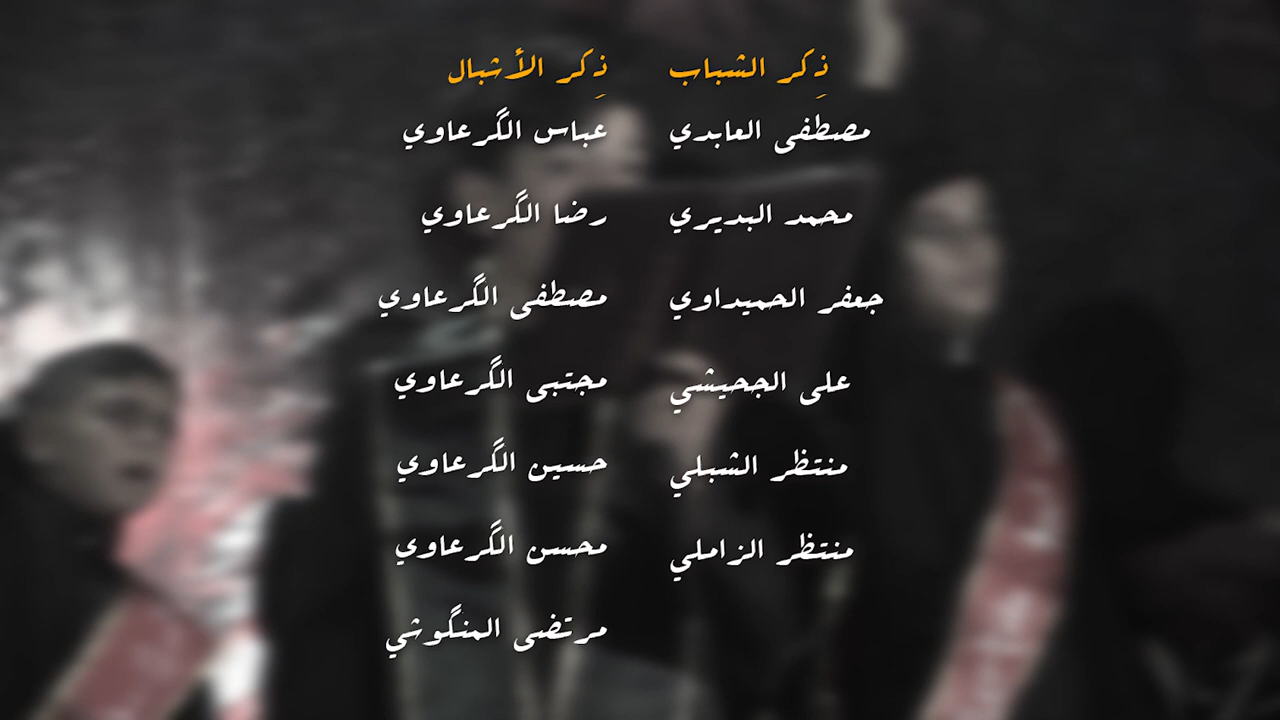 ذِكر الشباب
مصطفى العابدي
محمد البديري
جعفر الحميداوي
على الجحيشي
منتظر الشبلي
منتظر الزاملي
ذِكر الأشبال
عباس الگرعاوي
رضا الگرعاوي
مصطفى الگرعاوي
مجتبى الگرعاوي
حسين الگرعاوي
محسن الگرعاوي
مرتضى المنگوشي